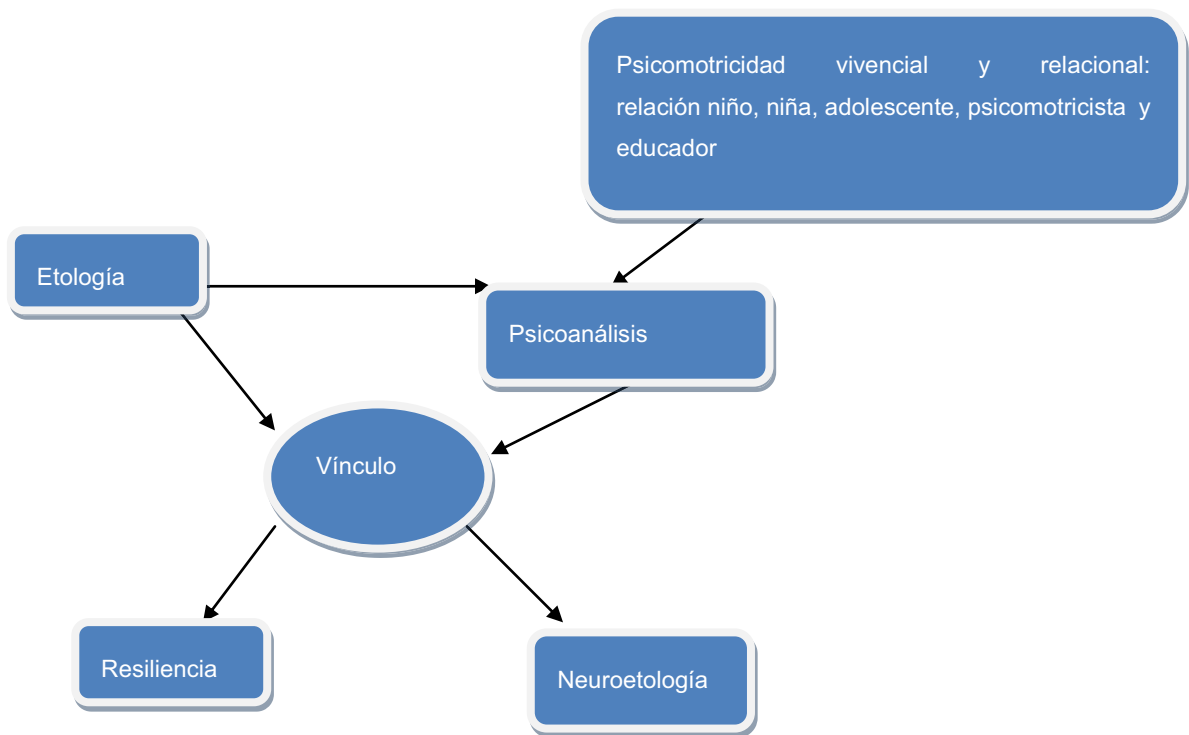 Psicomotricidad vivencial y relacional:
relación niño, niña, adolescente, psicomotricista y
educador
Etología
Psicoanálisis
Vínculo
Resiliencia
Neuroetología